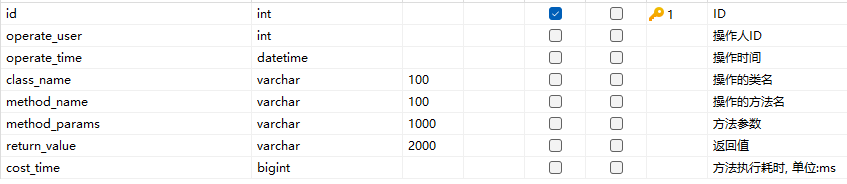 id int 1 ID
operate_user int 操作人ID
operate_time datetime 操作时间
class_name varchar 100 操作的类名
method_name varchar 100 操作的方法名
method_params varchar 1000 方法参数
return_value varchar 2000 返回值
cost_time bigint 方法执行耗时, 单位:ms